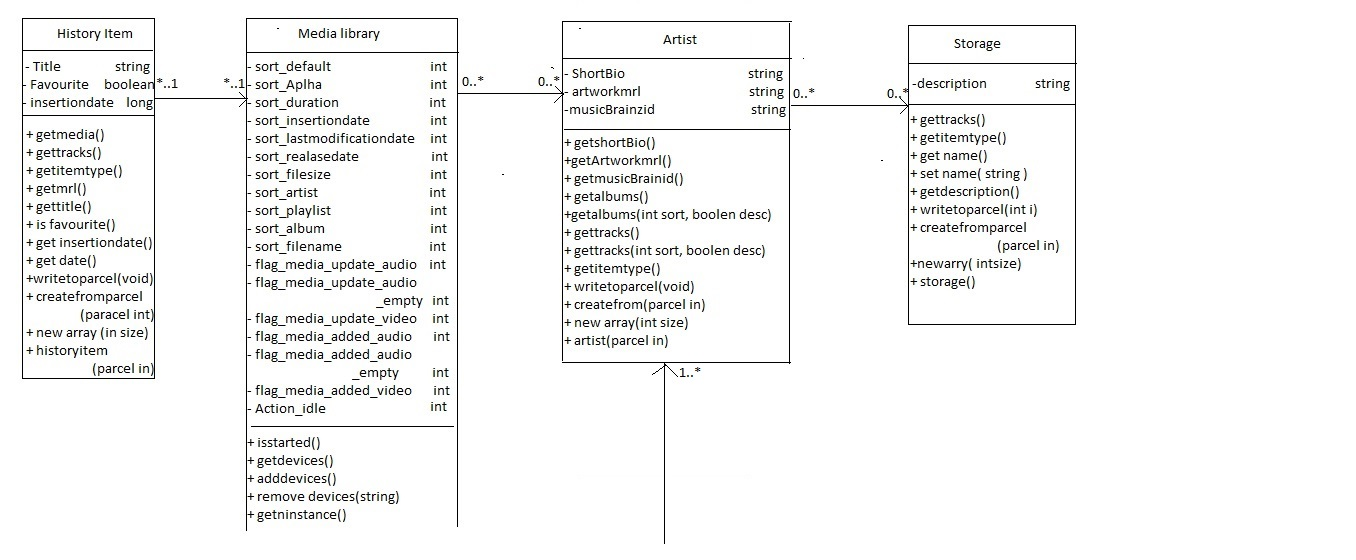 History Item
- Title string
- Favourite boolean
- insertiondate long
+ getmedia()
+ gettracks()
+ getitemtype()
+ getmrl()
+ gettitle()
+ is favourite()
+ get insertiondate()
+ get date()
+writetoparcel(void)
+ createfromparcel
(paracel int)
+ new array (in size)
+ historyitem
(parcel in)
*..1
*..1
Media library
- sort_default int
- sort_Aplha int
- sort_duration int
- sort_insertiondate int
- sort_lastmodificationdate int
- sort_realasedate int
- sort_filesize int
- sort_artist int
- sort_playlist int
- sort_album int
- sort_filename int
- flag_media_update_audio int
- flag_media_update_audio
_empty int
- flag_media_update_video int
- flag_media_added_audio int
- flag_media_added_audio
_empty int
- flag_media_added_video int
- Action_idle int
+ isstarted()
+ getdevices()
+ adddevices()
+ remove devices(string)
+ getninstance()
0..*
0..*
Artist
- ShortBio string
- artworkmrl string
-musicBrainzid string
+ getshortBio()
+getArtworkmrl()
+ getmusicBrainid()
+ getalbums()
+getalbums(int sort, boolen desc)
+ gettracks()
+ gettracks(int sort, boolen desc)
+ getitemtype()
+ writetoparcel(void)
+ createfrom(parcel in)
+ new array(int size)
+ artist(parcel in)
1..*
0..*
0..*
Storage
-description string
+ gettracks()
+ getitemtype()
+ get name()
+ set name( string )
+ getdescription()
+ writetoparcel(int i)
+ createfromparcel
(parcel in)
+newarry( intsize)
+ storage()